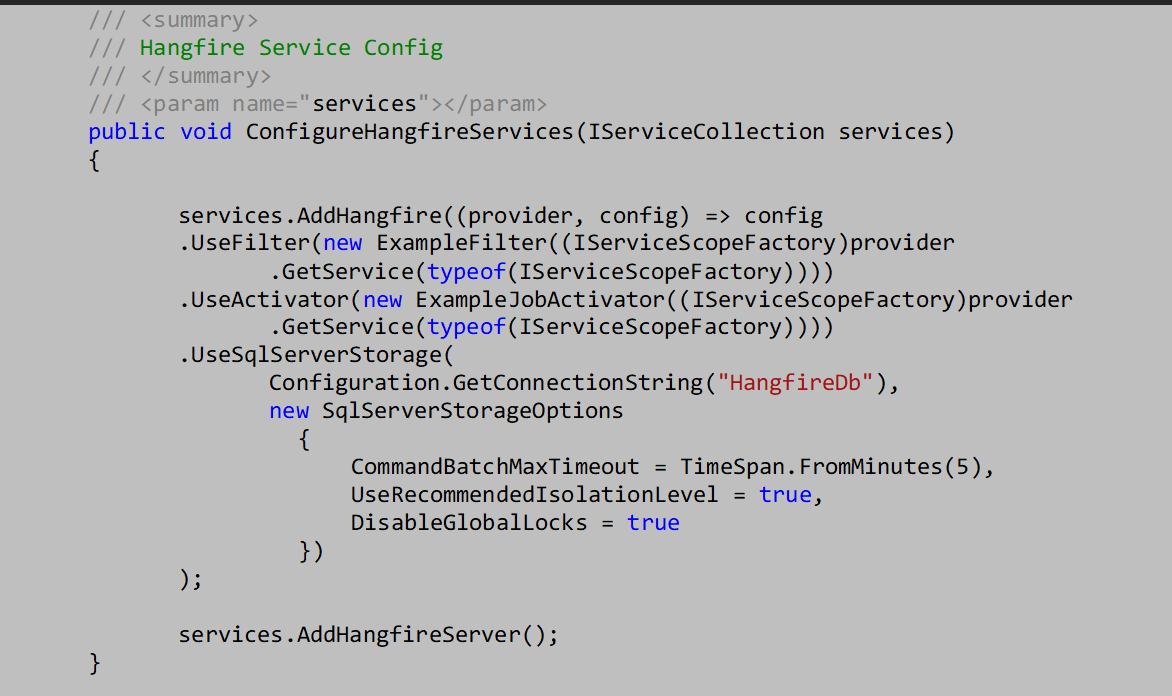 /// <summary>
/// Hangfire Service Config
/// </summary>
/// <param name="services"></param>
public void ConfigureHangfireServices(IServiceCollection services)
{
services.AddHangfire((provider, config) => config
.UseFilter(new ExampleFilter((IServiceScopeFactory)provider
.GetService(typeof(IServiceScopeFactory))))
.UseActivator(new ExampleJobActivator((IServiceScopeFactory)provider
.GetService(typeof(IServiceScopeFactory))))
.UseSqlServerStorage(
Configuration.GetConnectionString("HangfireDb"),
new SqlServerStorageOptions
{
CommandBatchMaxTimeout = TimeSpan.FromMinutes(5),
UseRecommendedIsolationLevel = true,
DisableGlobalLocks = true
})
);
services.AddHangfireServer();
}